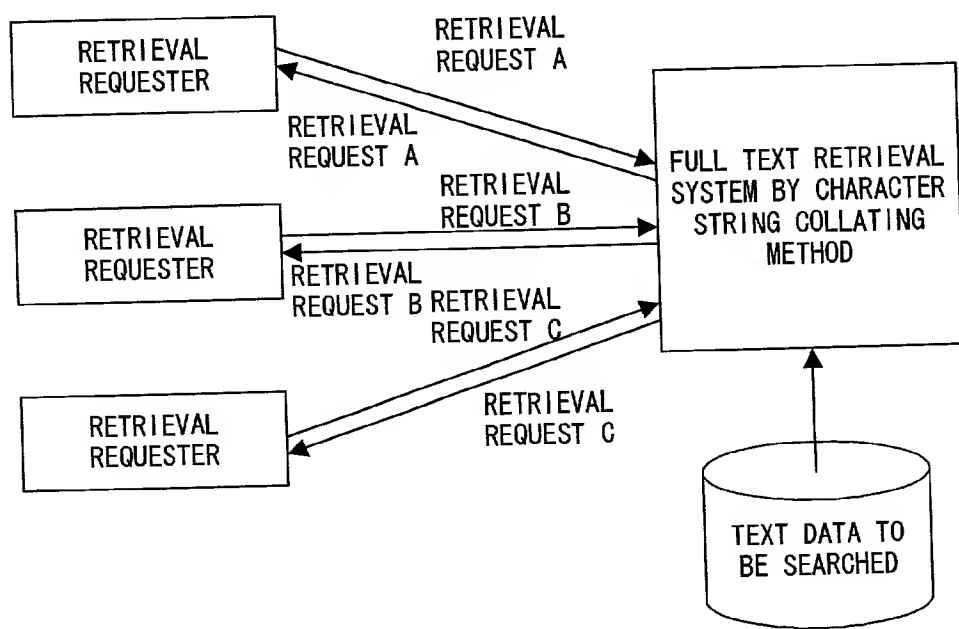 RETRIEVAL
REQUESTER
RETRIEVAL
REQUEST A
RETRIEVAL
REQUEST A
FULL TEXT RETRIEVAL
SYSTEM BY CHARACTER
STRING COLLATING
METHOD
RETRIEVAL
REQUESTER
RETRIEVAL
REQUEST B
RETRIEVAL
REQUEST B
RETRIEVAL
REQUEST C
RETRIEVAL
REQUESTER
RETRIEVAL
REQUEST C
TEXT DATA TO
BE SEARCHED